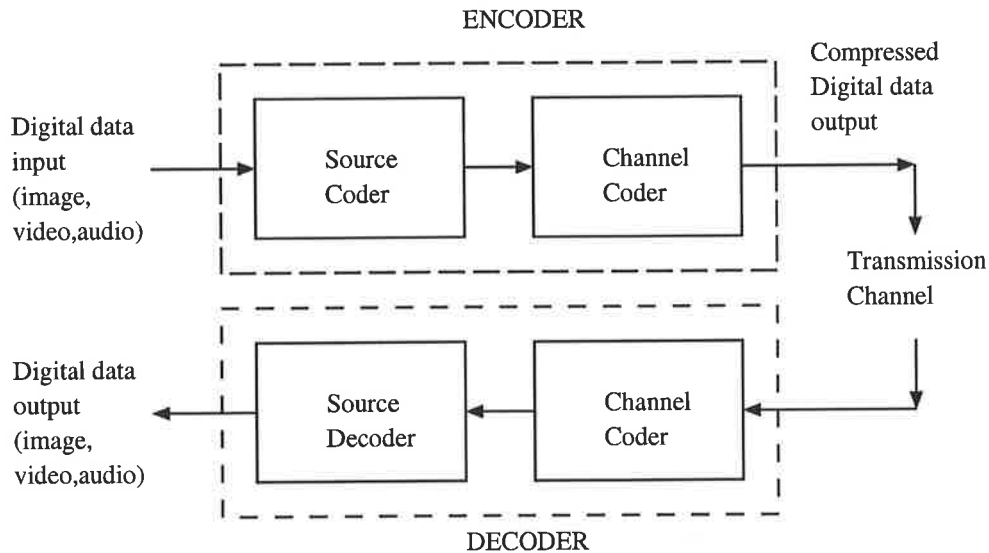 ENCODER
Compressed
Digital data
output
Digital data
input
(image,
video,audio)
Source
Coder
Channel
Coder
Transmission
Channel
Digital data
output
(image,
video,audio)
Source
Decoder
Channel
Coder
DECODER